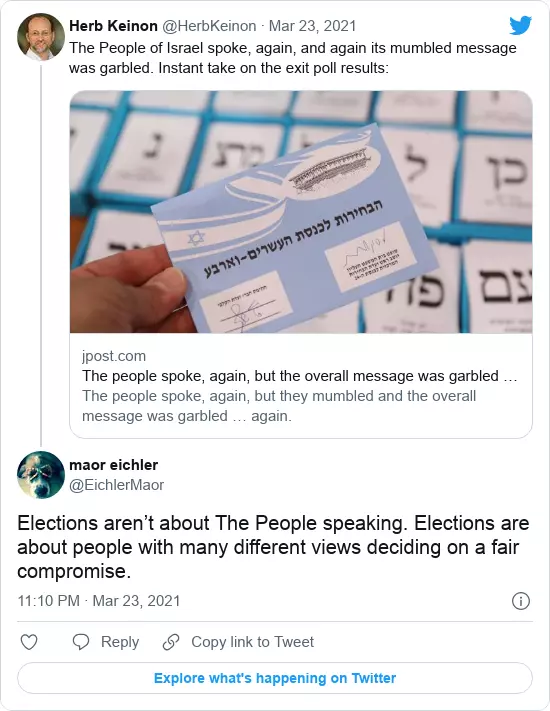 Herb Keinon @HerbKeinon · Mar 23, 2021
The People of Israel spoke, again, and again its mumbled message
was garbled. Instant take on the exit poll results:
נ
תת
ל
קן
הבחירות לכנסת העשרים-וארבע
פה
עם
jpost.com
The people spoke, again, but the overall message was garbled …
The people spoke, again, but they mumbled and the overall
message was garbled … again.
maor eichler
@EichlerMaor
Elections aren’t about The People speaking. Elections are
about people with many different views deciding on a fair
compromise.
11:10 PM · Mar 23, 2021
Reply
Copy link to Tweet
Explore what's happening on Twitter